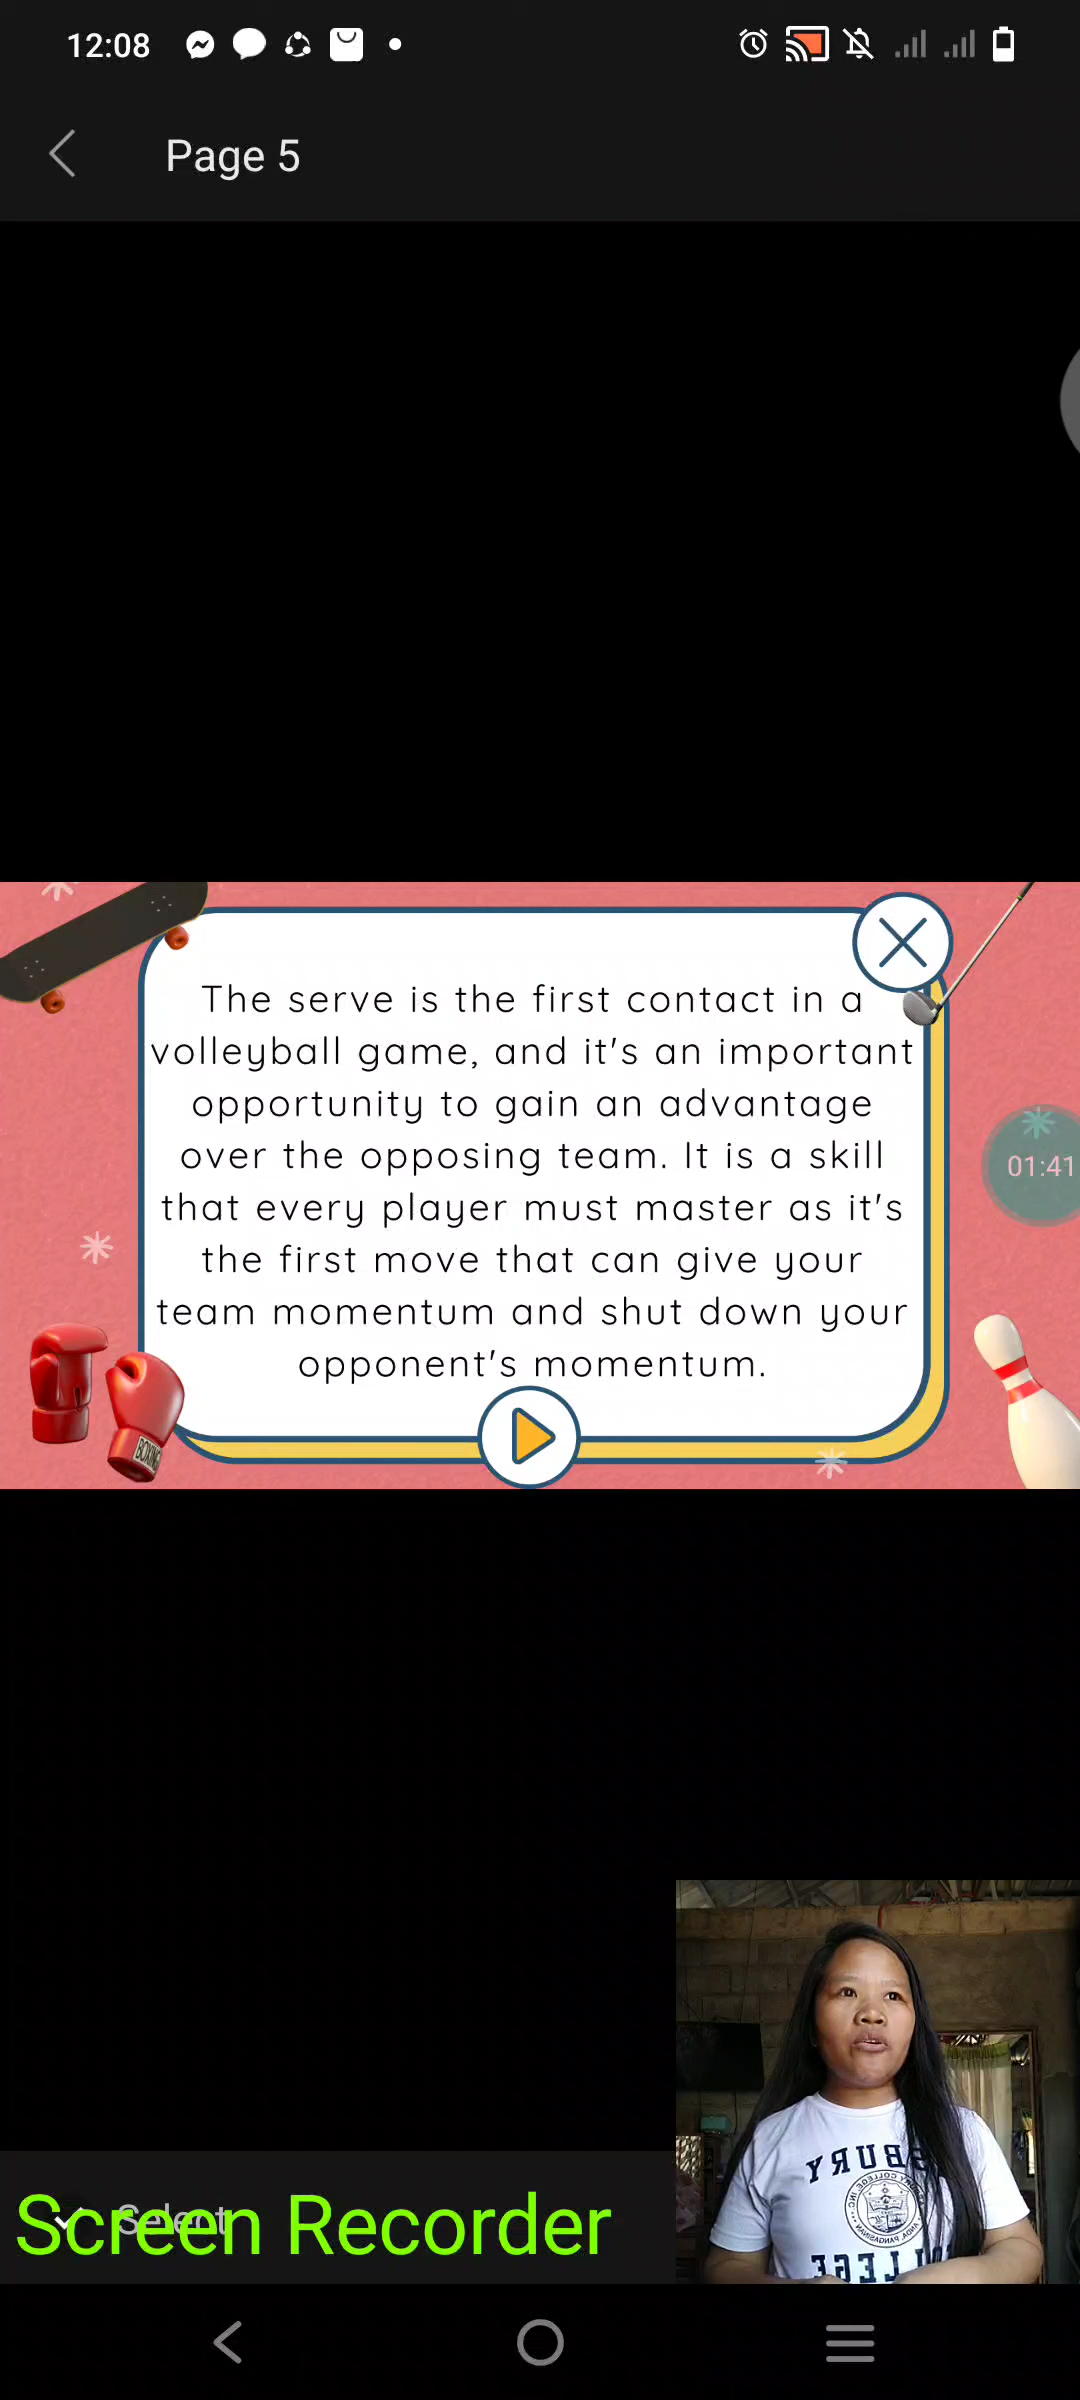 12:08
Page 5
The serve is the first contact in a
volleyball game, and it's an important
opportunity to gain an advantage
over the opposing team. It is a skill
that every player must master as it's
the first move that can give your
team momentum and shut down your
opponent's momentum.
01:41
BOXING
Select
Screen Recorder